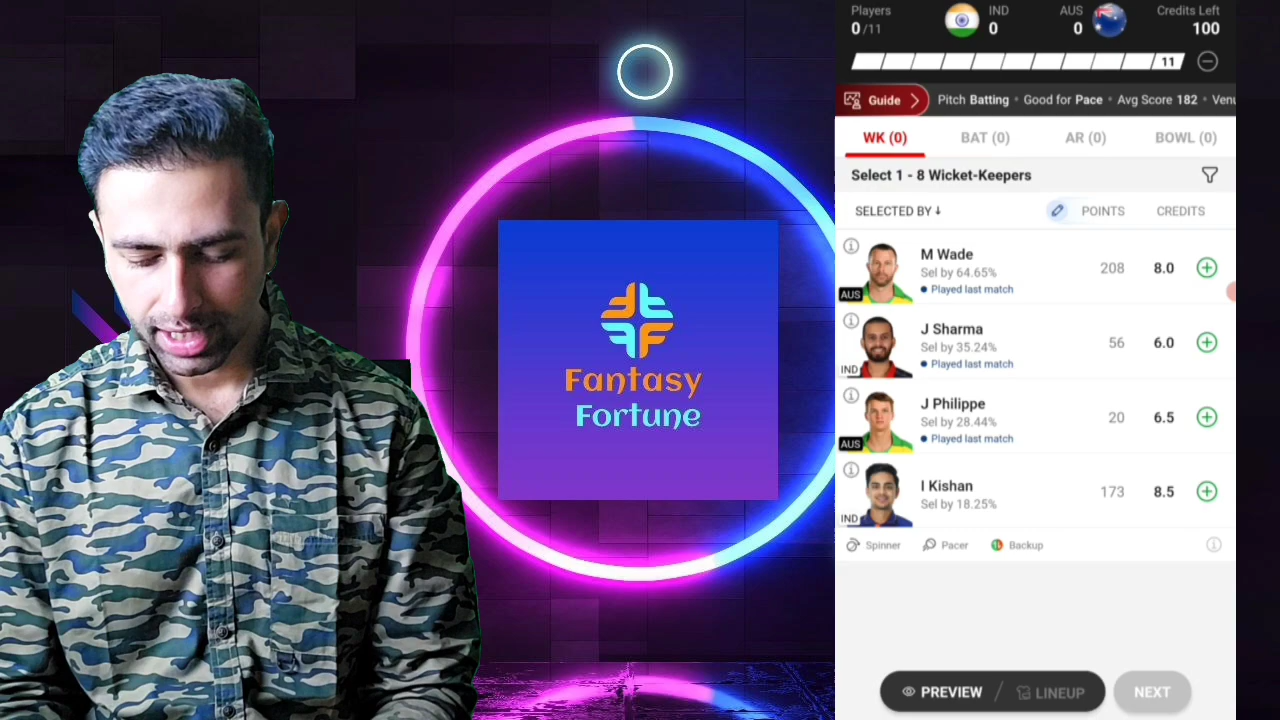 Fantasy
Fortune
Players
0 /11
IND
0
AUS
0
Credits Left
100
11
Guide
Pitch Batting • Good for Pace • Avg Score 182 •
WK (0)
BAT (0)
AR (0)
BOWL (0)
Select 1 - 8 Wicket-Keepers
SELECTED BY ↓
POINTS
CREDITS
M Wade
Sel by 64.65%
• Played last match
AUS
208
8.0
J Sharma
Sel by 35.24%
• Played last match
IND
56
6.0
J Philippe
Sel by 28.44%
• Played last match
AUS
20
6.5
I Kishan
Sel by 18.25%
IND
173
8.5
Spinner
Pacer
Backup
PREVIEW
LINEUP
NEXT